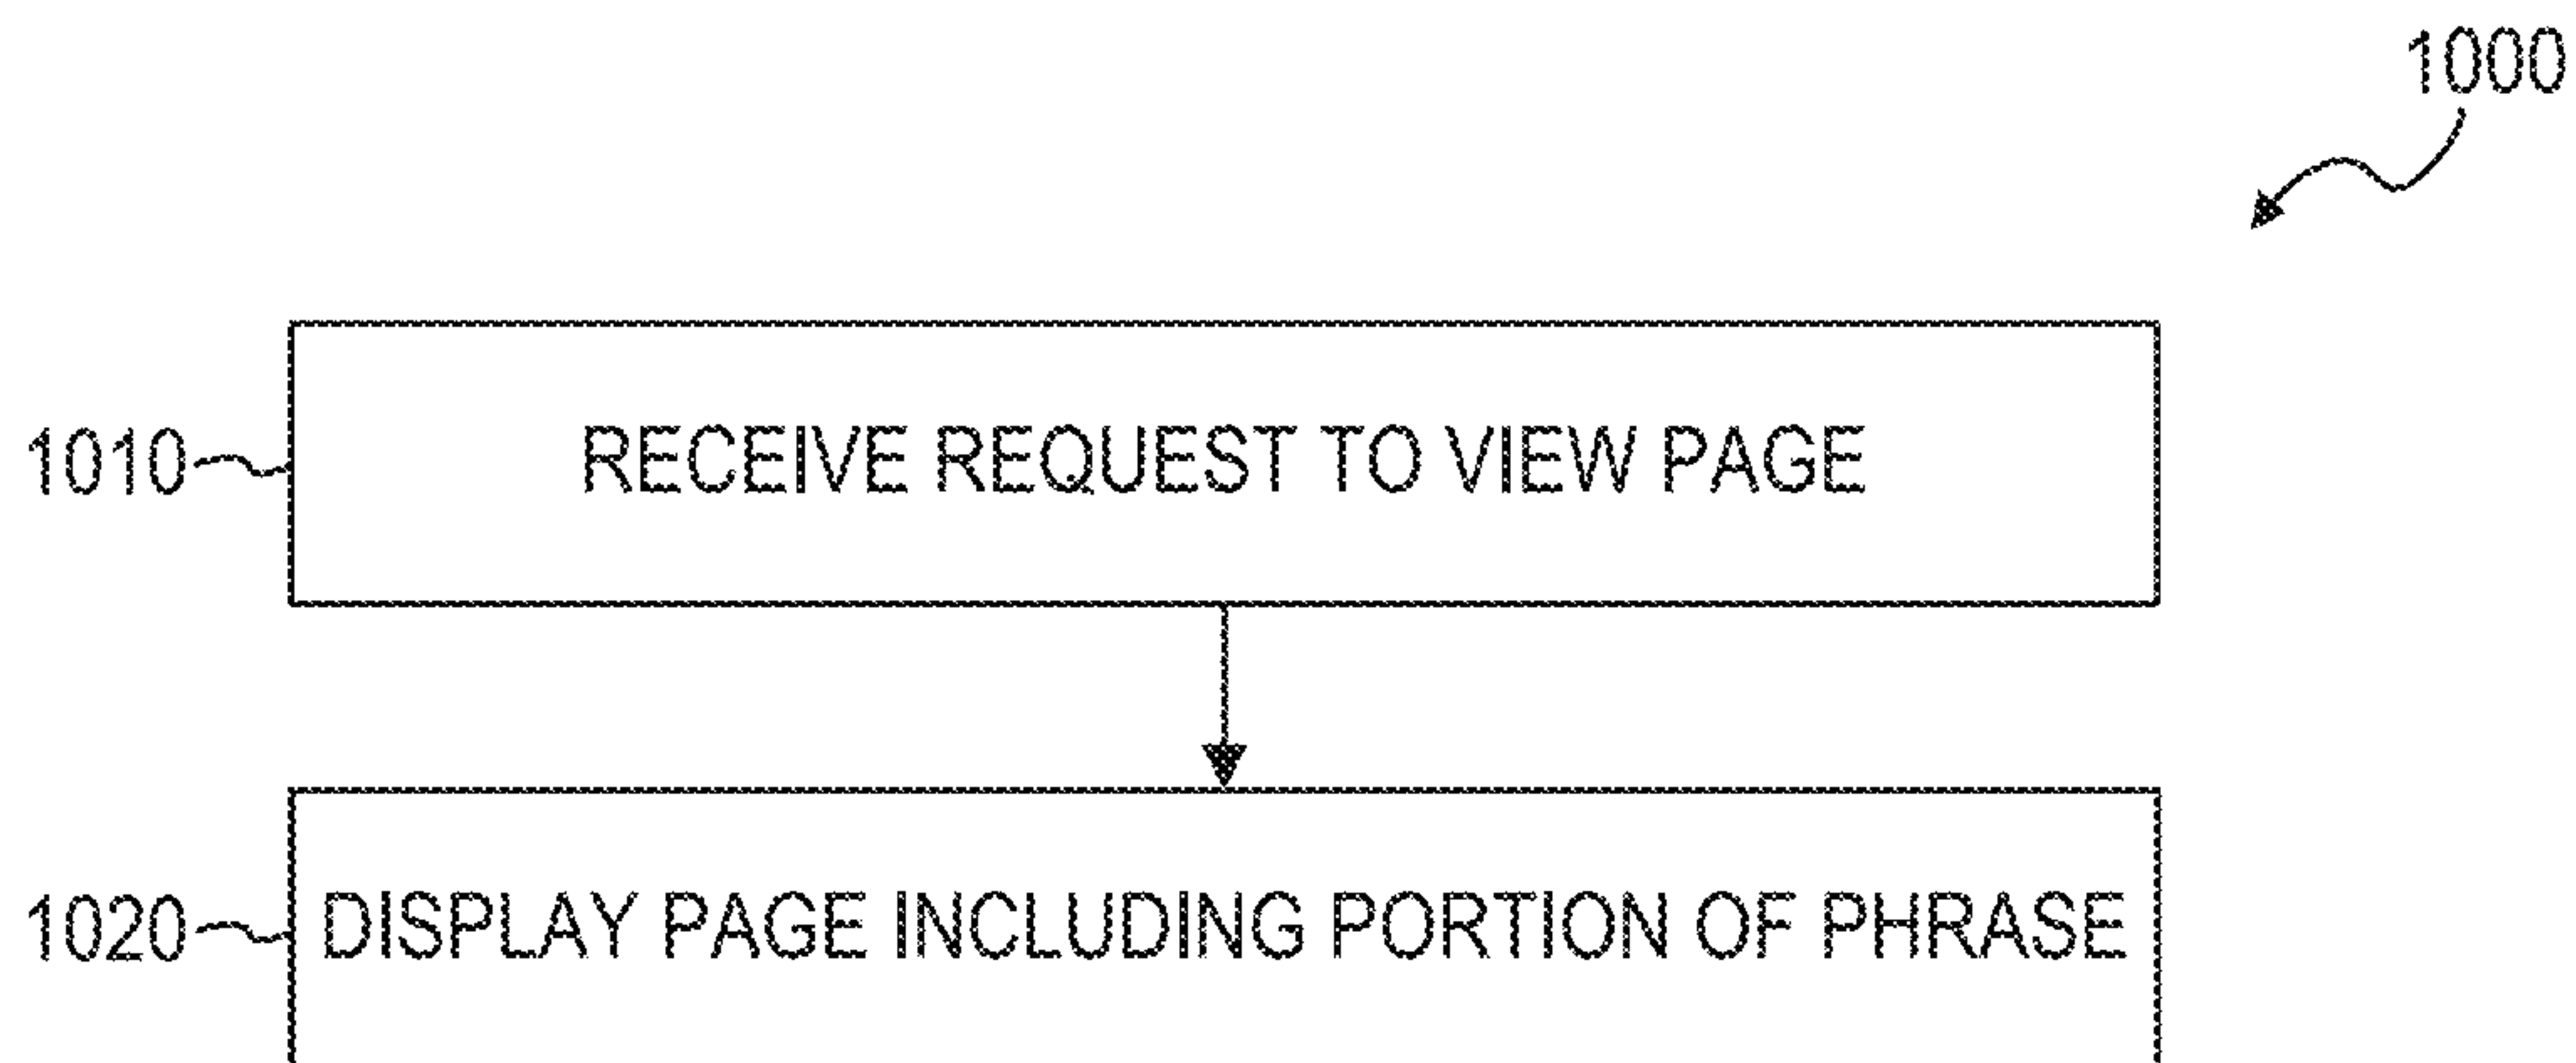 1000
1010 RECEIVE REQUEST TO VIEW PAGE
1020 DISPLAY PAGE INCLUDING PORTION OF PHRASE